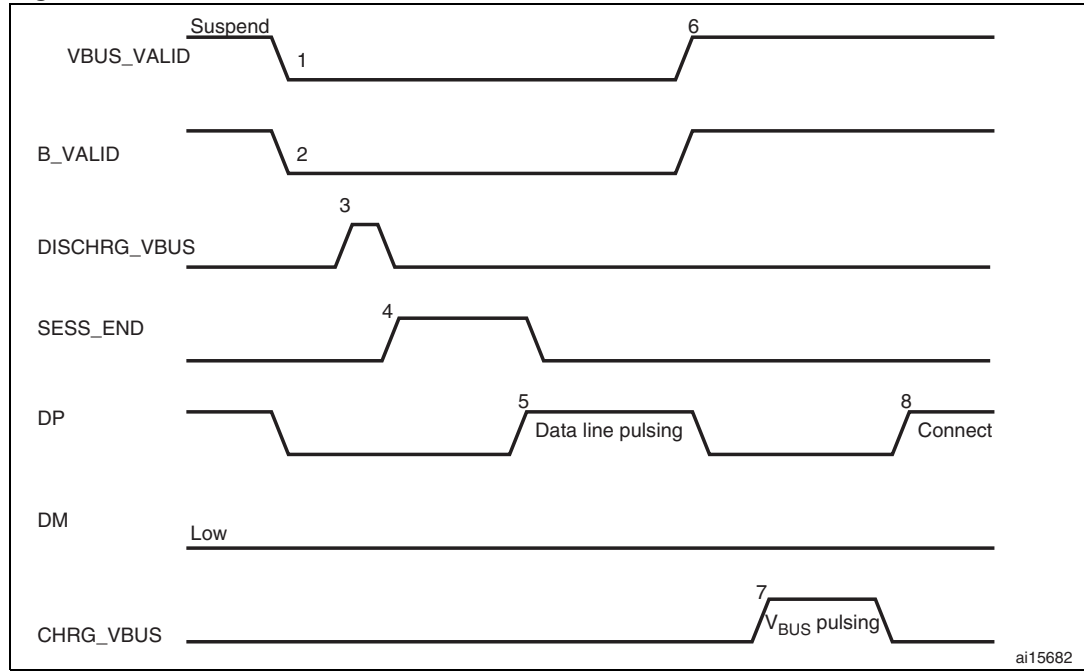 Suspend
6
VBUS_VALID
1
B_VALID
2
3
DISCHRG_VBUS
4
SESS_END
5
8
DP
Data line pulsing
Connect
DM
Low
7
VBUS pulsing
CHRG_VBUS
ai15682